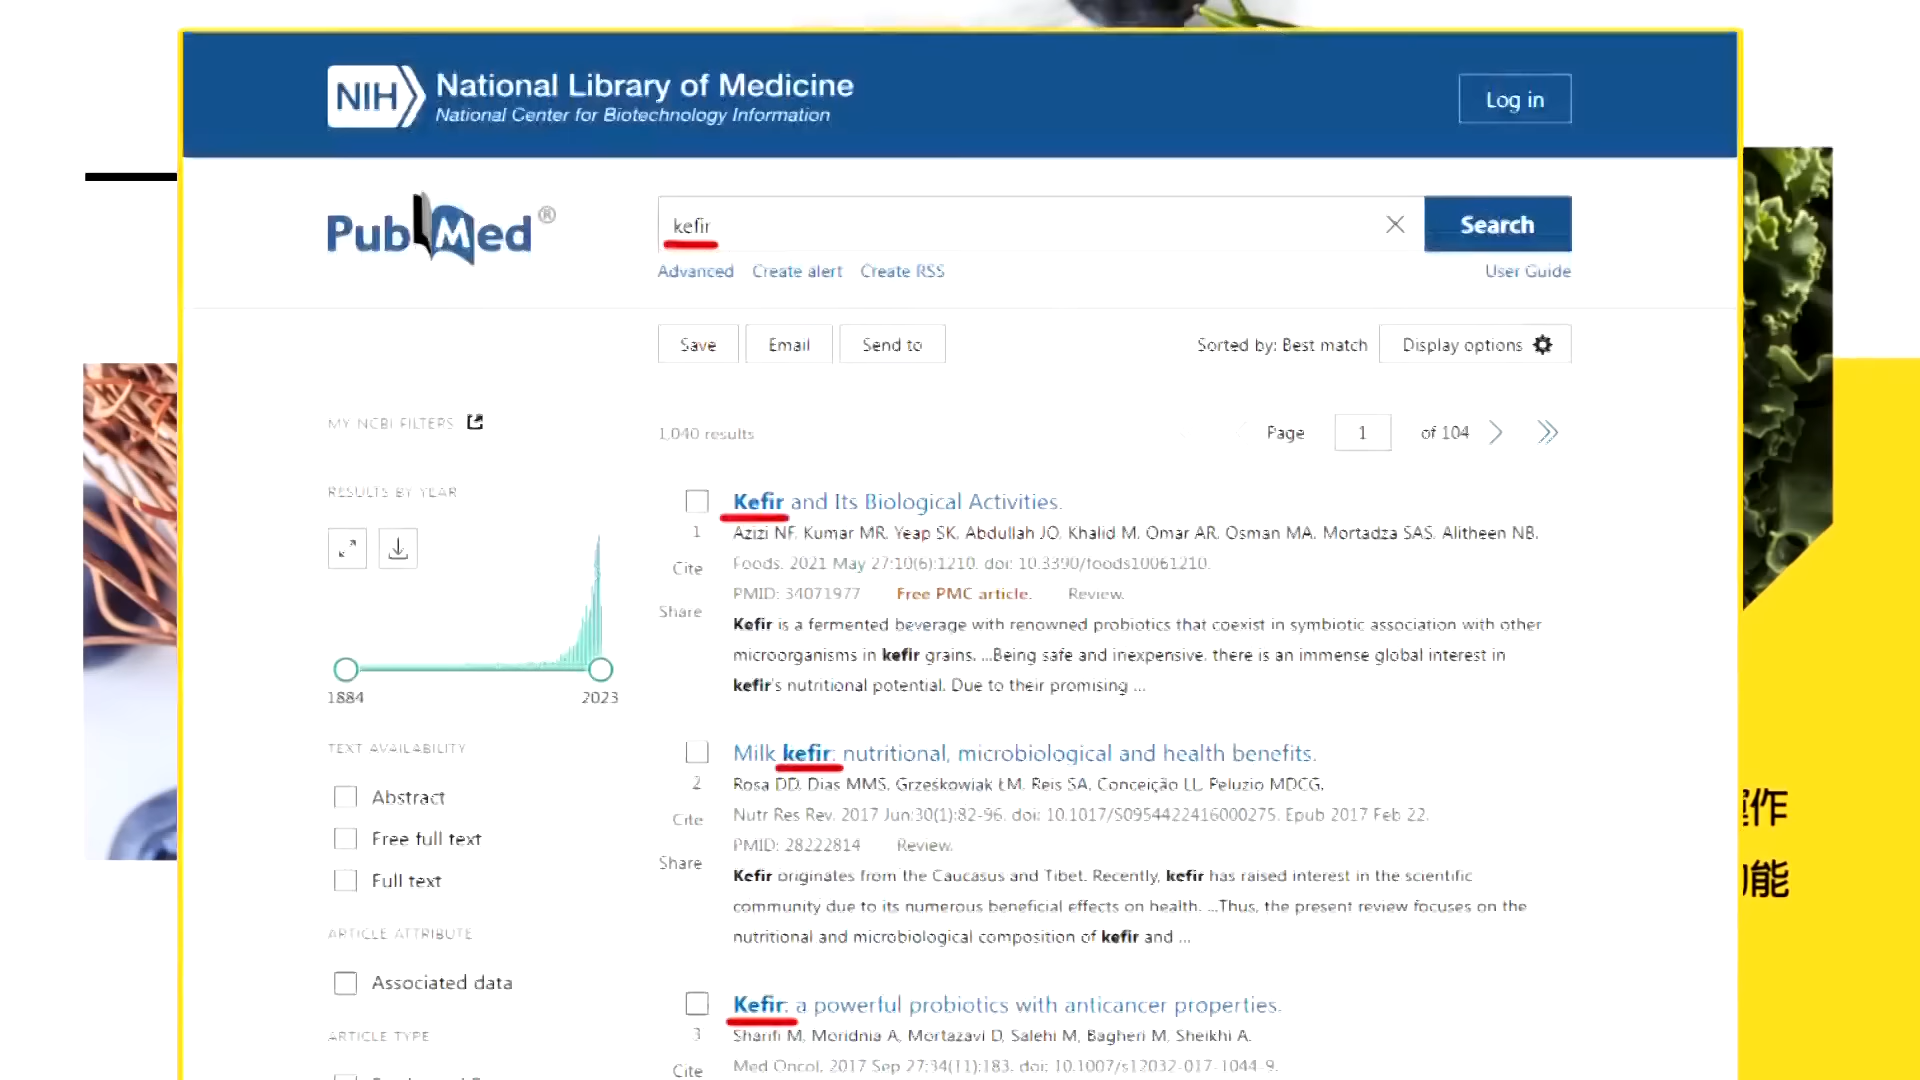 NIH National Library of Medicine
National Center for Biotechnology Information
Log in
PubMed®
kefir
Search
Advanced Create alert Create RSS
User Guide
Save Email Send to
Sorted by: Best match Display options
MY NCBI FILTERS
1,040 results
Page 1 of 104
RESULTS BY YEAR
1884 2023
TEXT AVAILABILITY
Abstract
Free full text
Full text
ARTICLE ATTRIBUTE
Associated data
ARTICLE TYPE
Kefir and Its Biological Activities.
1
Cite
Share
Azizi NF, Kumar MR, Yeap SK, Abdullah JO, Khalid M, Omar AR, Osman MA, Mortadza SAS, Alitheen NB.
Foods. 2021 May 27;10(6):1210. doi: 10.3390/foods10061210.
PMID: 34071977 Free PMC article. Review.
Kefir is a fermented beverage with renowned probiotics that coexist in symbiotic association with other
microorganisms in kefir grains. ...Being safe and inexpensive, there is an immense global interest in
kefir's nutritional potential. Due to their promising ...
Milk kefir: nutritional, microbiological and health benefits.
2
Cite
Share
Rosa DD, Dias MMS, Grześkowiak ŁM, Reis SA, Conceição LL, Peluzio MDCG.
Nutr Res Rev. 2017 Jun;30(1):82-96. doi: 10.1017/S0954422416000275. Epub 2017 Feb 22.
PMID: 28222814 Review.
Kefir originates from the Caucasus and Tibet. Recently, kefir has raised interest in the scientific
community due to its numerous beneficial effects on health. ...Thus, the present review focuses on the
nutritional and microbiological composition of kefir and ...
Kefir: a powerful probiotics with anticancer properties.
3
Cite
Sharifi M, Moridnia A, Mortazavi D, Salehi M, Bagheri M, Sheikhi A.
Med Oncol. 2017 Sep 27;34(11):183. doi: 10.1007/s12032-017-1044-9.
作
能